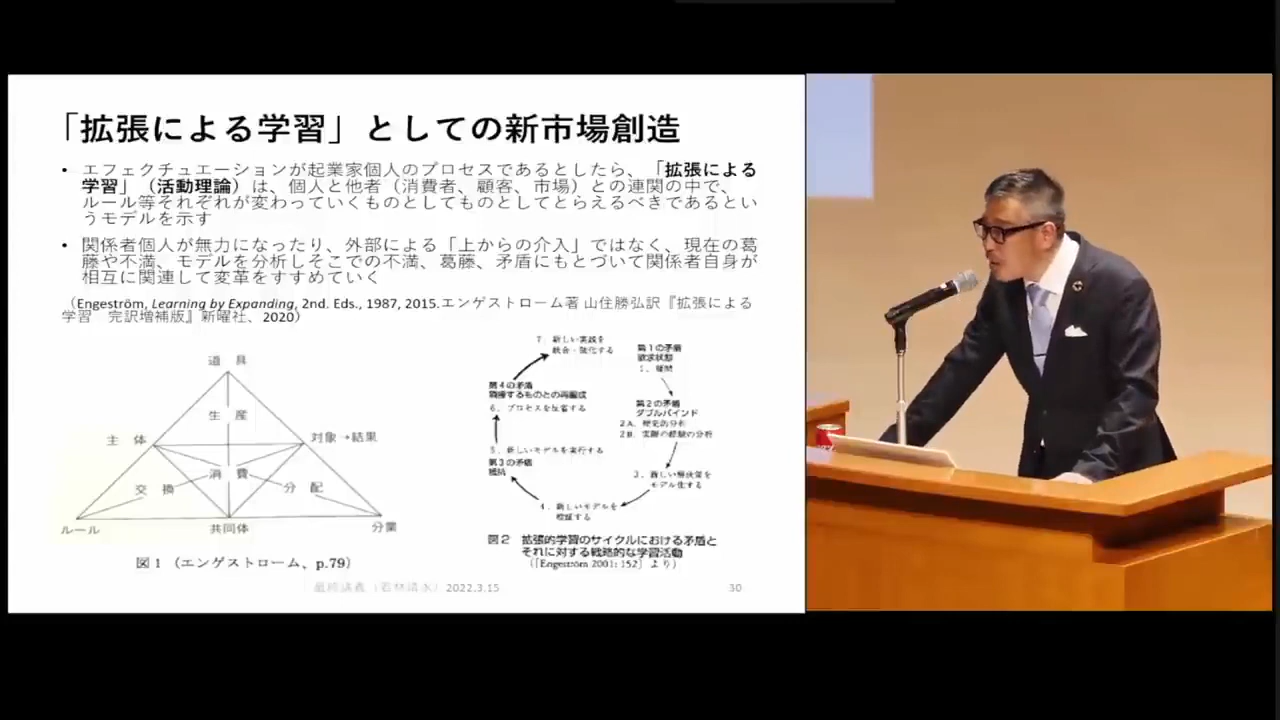 「拡張による学習」としての新市場創造
• エフェクチュエーションが起業家個人のプロセスであるとしたら、「拡張による
学習」（活動理論）は、個人と他者（消費者、顧客、市場）との連関の中で、
ルール等それぞれが変わっていくものとしてものとしてとらえるべきであるとい
うモデルを示す
• 関係者個人が無力になったり、外部による「上からの介入」ではなく、現在の葛
藤や不満、モデルを分析しそこでの不満、葛藤、矛盾にもとづいて関係者自身が
相互に関連して変革をすすめていく
（Engeström, Learning by Expanding, 2nd. Eds., 1987, 2015.エンゲストローム著 山住勝弘訳『拡張による
学習　完訳増補版』新曜社、2020）
道 具
生 産
主 体
対象→結果
消 費
交 換
分 配
ルール
共同体
分業
図1 （エンゲストローム、p.79）
7．新しい実践を
統合・強化する
第1の矛盾
欲求状態
1．疑問
第2の矛盾
ダブルバインド
2A．歴史的分析
2B．実際の経験の分析
3．新しい解決策を
モデル化する
4．新しいモデルを
検証する
5．新しいモデルを実行する
第3の矛盾
抵抗
第4の矛盾
隣接するものとの再編成
6．プロセスを反省する
図2 拡張的学習のサイクルにおける矛盾と
それに対する戦略的な学習活動
（［Engeström 2001: 152］より）
最終講義（若林靖永）2022.3.15
30